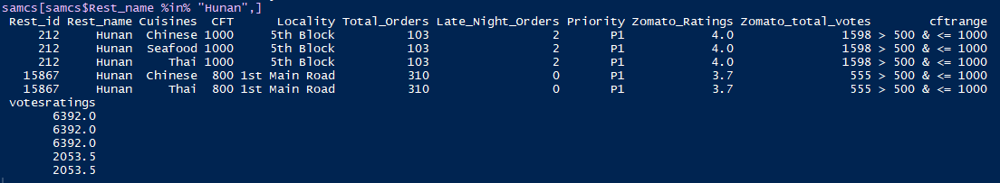 samcs[samcs$Rest_name %in% "Hunan",]
Rest_id Rest_name Cuisines CFT Locality Total_Orders Late_Night_Orders Priority Zomato_Ratings Zomato_total_votes cftrange
212 Hunan Chinese 1000 5th Block 103 2 P1 4.0 1598 > 500 & <= 1000
212 Hunan Seafood 1000 5th Block 103 2 P1 4.0 1598 > 500 & <= 1000
212 Hunan Thai 1000 5th Block 103 2 P1 4.0 1598 > 500 & <= 1000
15867 Hunan Chinese 800 1st Main Road 310 0 P1 3.7 555 > 500 & <= 1000
15867 Hunan Thai 800 1st Main Road 310 0 P1 3.7 555 > 500 & <= 1000
votesratings
6392.0
6392.0
6392.0
2053.5
2053.5